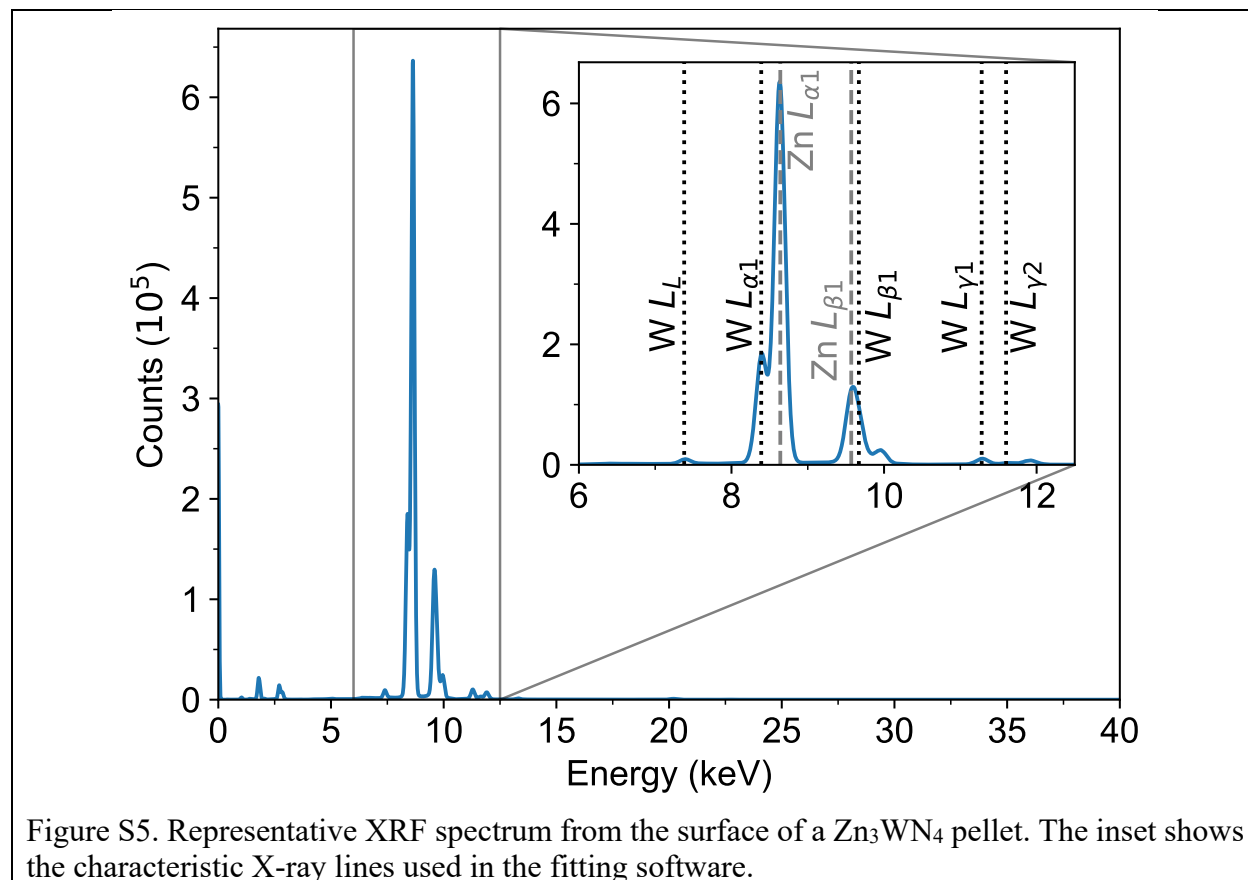 6
5
4
3
2
1
0
Counts (10⁵)
0 5 10 15 20 25 30 35 40
Energy (keV)
6
4
2
0
6 8 10 12
W L_L
W L_α1
Zn L_α1
Zn L_β1
W L_β1
W L_γ1
W L_γ2
Figure S5. Representative XRF spectrum from the surface of a Zn₃WN₄ pellet. The inset shows
the characteristic X-ray lines used in the fitting software.